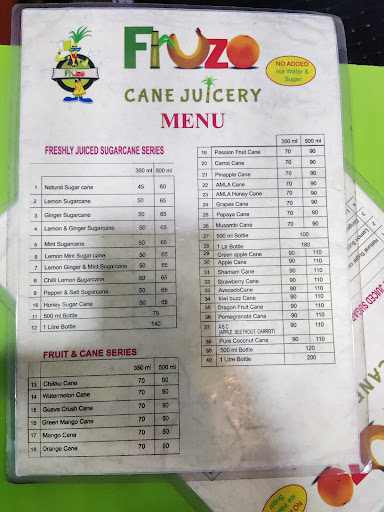 Fruzo
Fruzo
NO ADDED
Ice Water &
Sugar
CANE JUICERY
MENU
FRESHLY JUICED SUGARCANE SERIES
350 ml 500 ml
1 Natural Sugar cane 45 60
2 Lemon Sugarcane 50 65
3 Ginger Sugarcane 50 65
4 Lemon & Ginger Sugarcane 50 65
5 Mint Sugarcane 50 65
6 Lemon Mint Sugar cane 50 65
7 Lemon Ginger & Mint Sugarcane 50 65
8 Chilli Lemon Sugarcane 50 65
9 Pepper & Salt Sugarcane 50 65
10 Honey Sugar Cane 50 65
11 500 ml Bottle 75
12 1 Litre Bottle 140
FRUIT & CANE SERIES
350 ml 500 ml
13 Chikku Cane 70 90
14 Watermelon Cane 70 90
15 Guava Crush Cane 70 90
16 Green Mango Cane 70 90
17 Mango Cane 70 90
18 Orange Cane 70 90
350 ml 500 ml
19 Passion Fruit Cane 70 90
20 Carrot Cane 70 90
21 Pineapple Cane 70 90
22 AMLA Cane 70 90
23 AMLA Honey Cane 70 90
24 Grapes Cane 70 90
25 Papaya Cane 70 90
26 Musambi Cane 70 90
27 500 ml Bottle 100
28 1 Litr Bottle 180
29 Green apple Cane 90 110
30 Apple Cane 90 110
31 Shamam Cane 90 110
32 Strawberry Cane 90 110
33 AvacadoCane 90 110
34 kiwi buzz Cane 90 110
35 Dragon Fruit Cane 90 110
36 Pomegranate Cane 90 110
37 A B C 90 110
(APPLE, BEETROOT, CARROT)
38 Pure Coconut Cane 90 110
39 500 ml Bottle 120
40 1 Litre Bottle 200
JUICED SUGAR
CANE
NO
Ice Water
Sugar